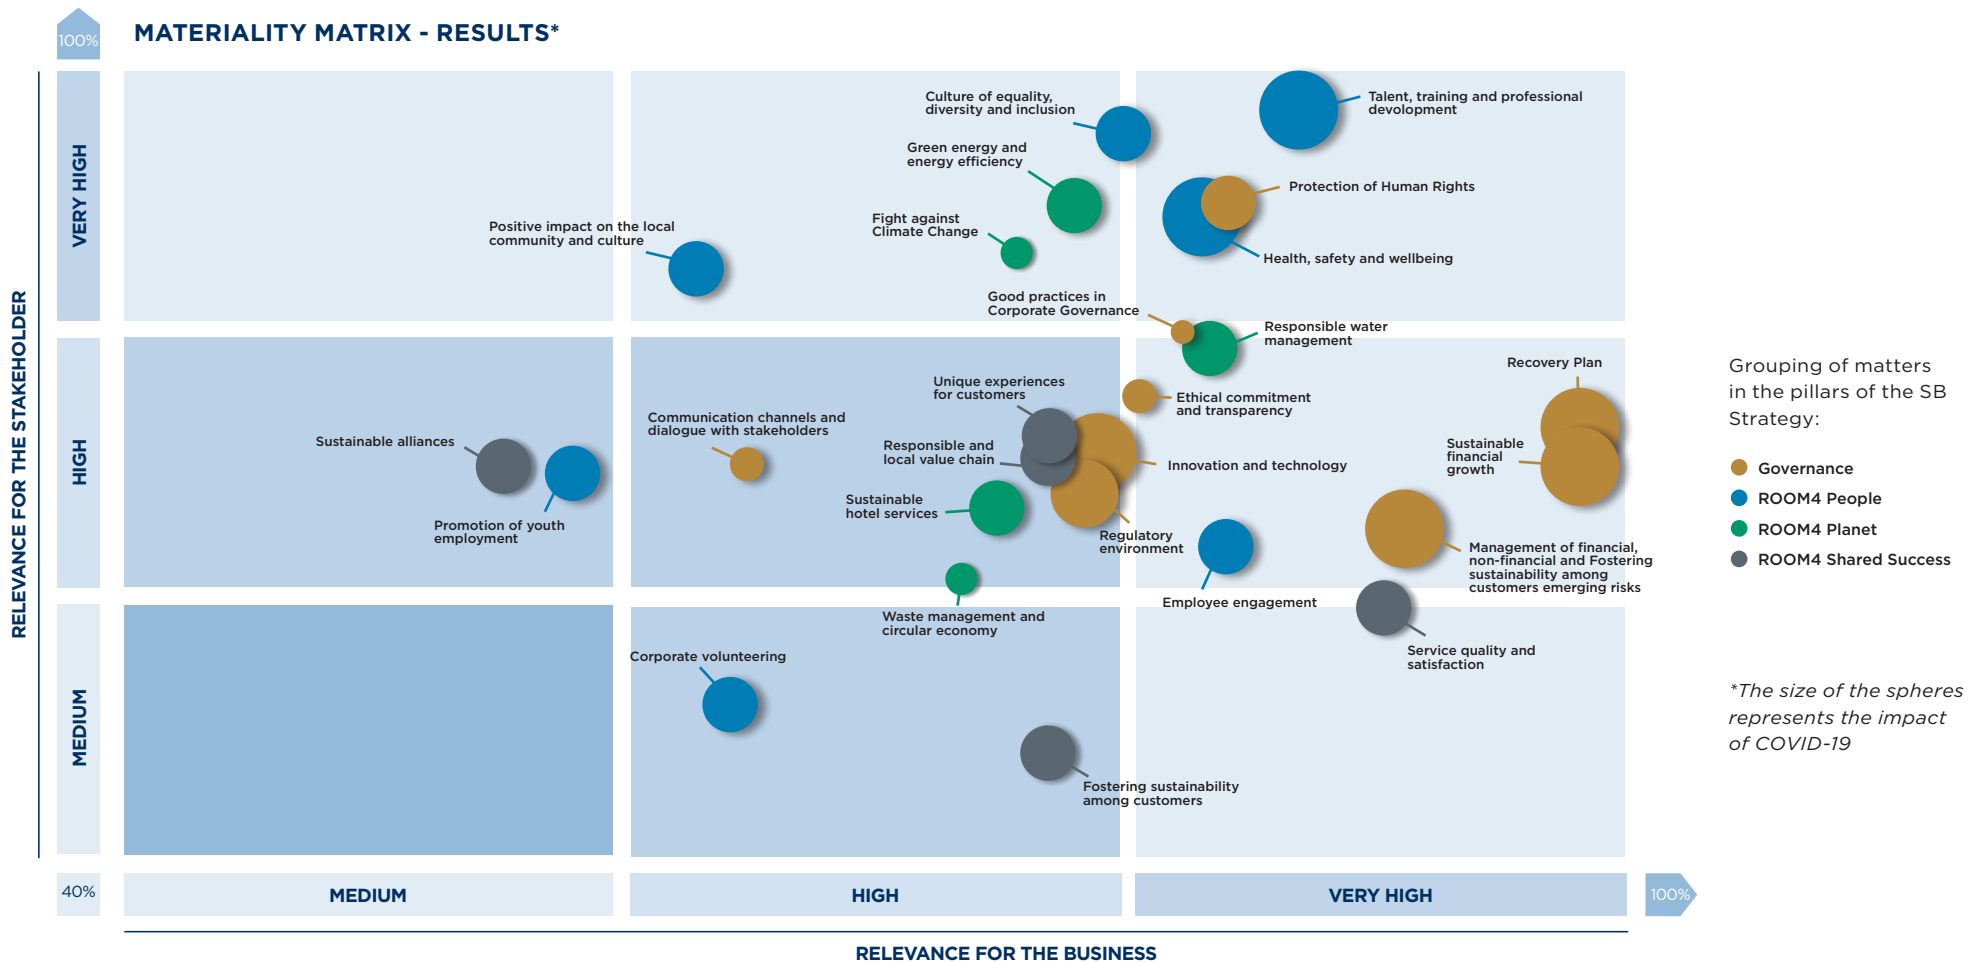 100%
MATERIALITY MATRIX - RESULTS*
RELEVANCE FOR THE STAKEHOLDER
VERY HIGH
HIGH
MEDIUM
40%
Culture of equality,
diversity and inclusion
Talent, training and professional
devolopment
Green energy and
energy efficiency
Protection of Human Rights
Fight against
Climate Change
Positive impact on the local
community and culture
Health, safety and wellbeing
Good practices in
Corporate Governance
Responsible water
management
Recovery Plan
Unique experiences
for customers
Ethical commitment
and transparency
Communication channels and
dialogue with stakeholders
Sustainable alliances
Responsible and
local value chain
Innovation and technology
Sustainable
financial
growth
Sustainable
hotel services
Promotion of youth
employment
Regulatory
environment
Management of financial,
non-financial and Fostering
sustainability among
customers emerging risks
Employee engagement
Waste management and
circular economy
Service quality and
satisfaction
Corporate volunteering
Fostering sustainability
among customers
MEDIUM
HIGH
VERY HIGH
100%
RELEVANCE FOR THE BUSINESS
Grouping of matters
in the pillars of the SB
Strategy:
Governance
ROOM4 People
ROOM4 Planet
ROOM4 Shared Success
*The size of the spheres
represents the impact
of COVID-19